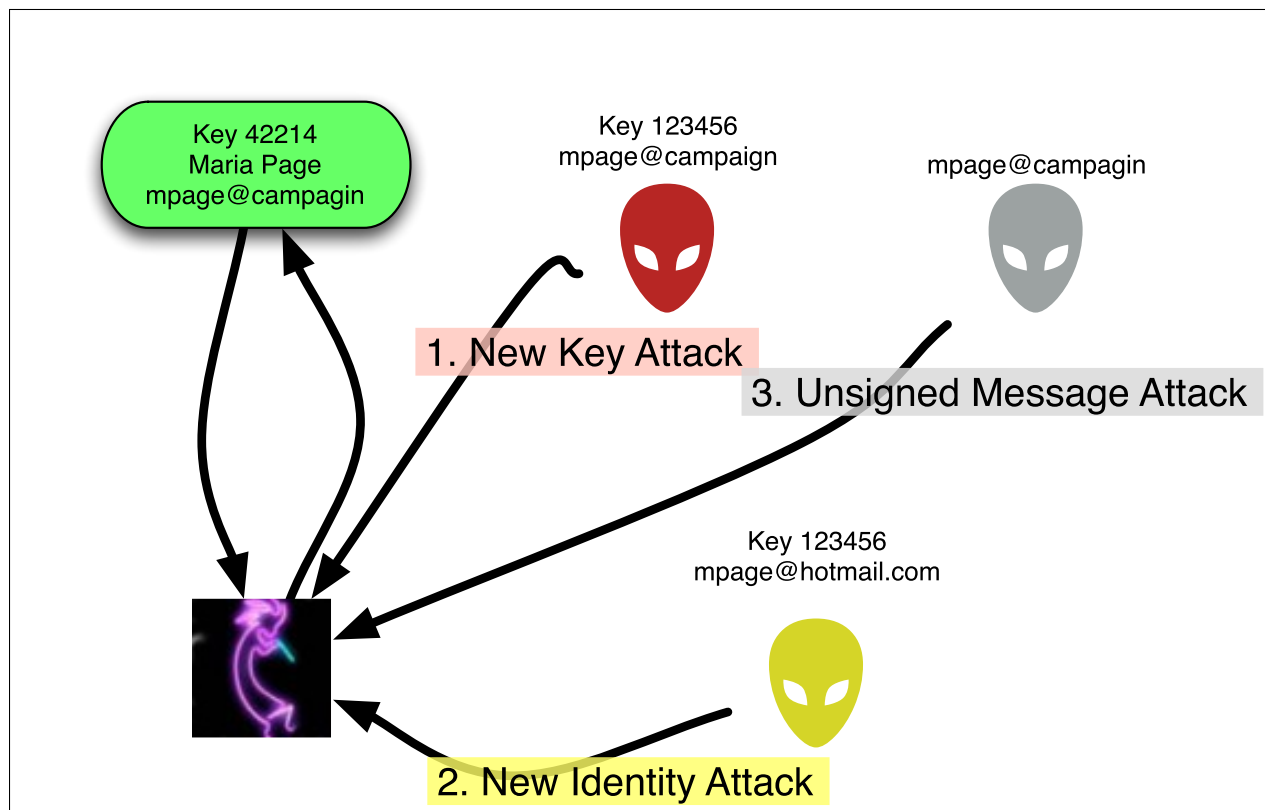 Key 42214
Maria Page
mpage@campagin
Key 123456
mpage@campaign
mpage@campagin
1. New Key Attack
3. Unsigned Message Attack
Key 123456
mpage@hotmail.com
2. New Identity Attack